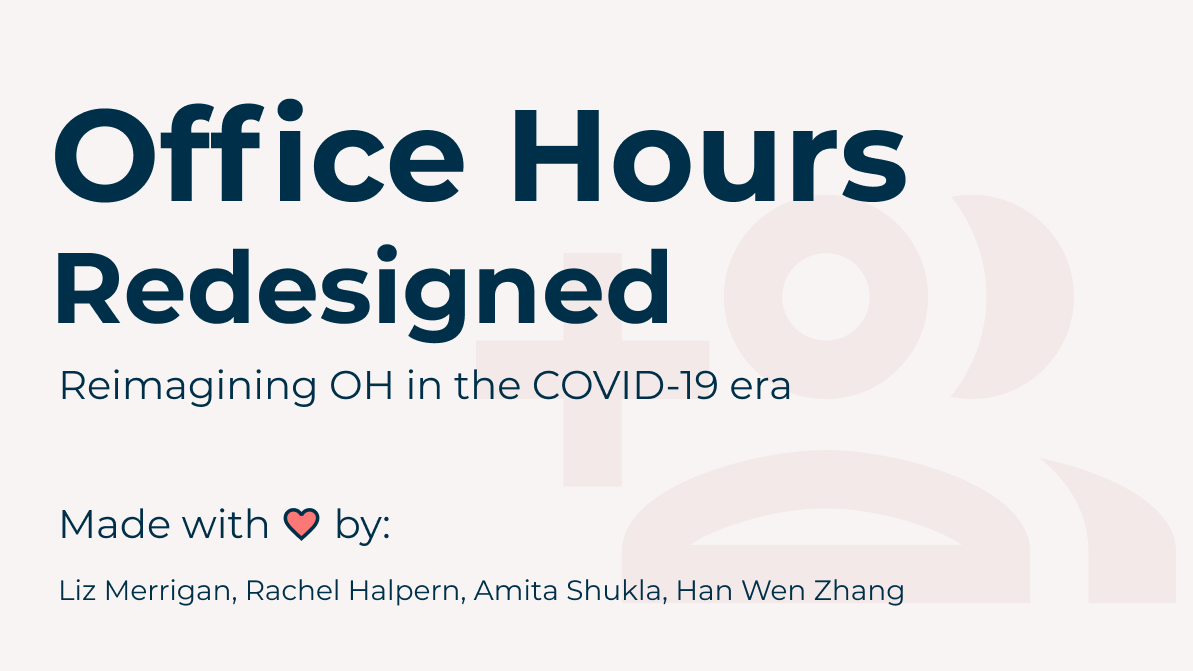 Office Hours
Redesigned
Reimagining OH in the COVID-19 era
Made with ❤ by:
Liz Merrigan, Rachel Halpern, Amita Shukla, Han Wen Zhang